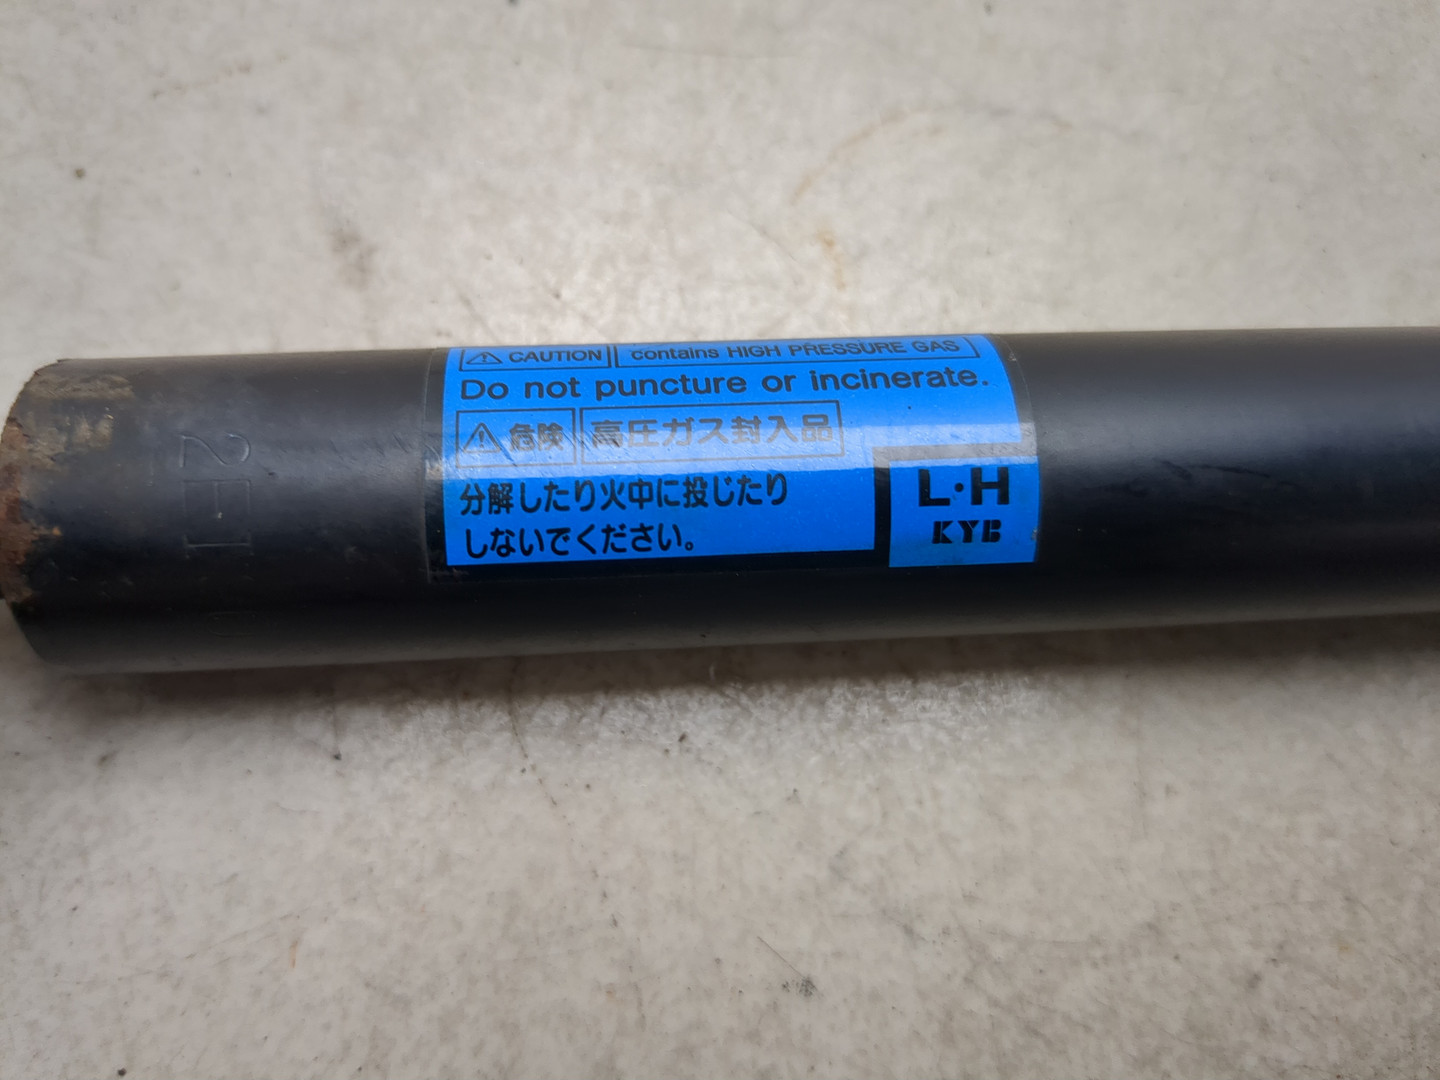 ⚠ CAUTION contains HIGH PRESSURE GAS
Do not puncture or incinerate.
⚠ 危険 高圧ガス封入品
分解したり火中に投じたり
しないでください。
L·H
KYB